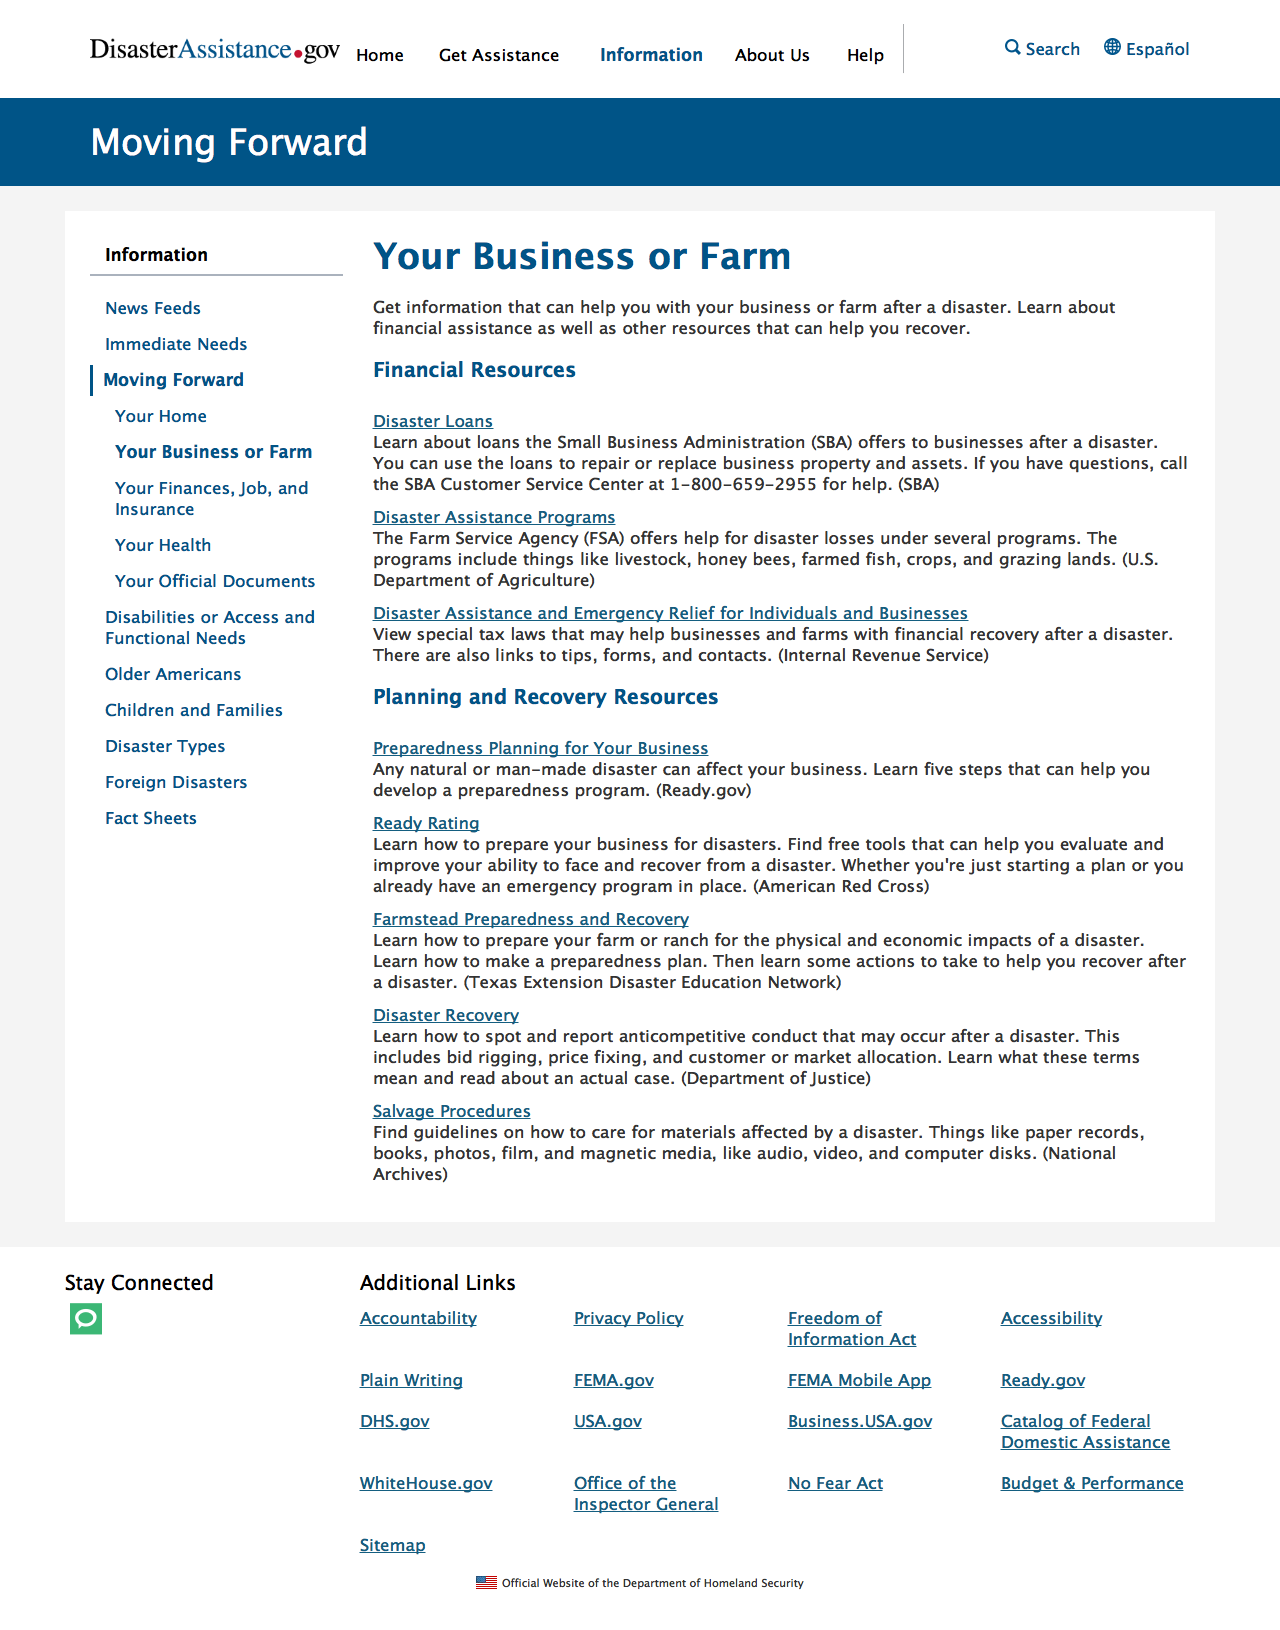 DisasterAssistance.gov
Home
Get Assistance
Information
About Us
Help
Search
Español
Moving Forward
Information
News Feeds
Immediate Needs
Moving Forward
Your Home
Your Business or Farm
Your Finances, Job, and
Insurance
Your Health
Your Official Documents
Disabilities or Access and
Functional Needs
Older Americans
Children and Families
Disaster Types
Foreign Disasters
Fact Sheets
Your Business or Farm
Get information that can help you with your business or farm after a disaster. Learn about
financial assistance as well as other resources that can help you recover.
Financial Resources
Disaster Loans
Learn about loans the Small Business Administration (SBA) offers to businesses after a disaster.
You can use the loans to repair or replace business property and assets. If you have questions, call
the SBA Customer Service Center at 1-800-659-2955 for help. (SBA)
Disaster Assistance Programs
The Farm Service Agency (FSA) offers help for disaster losses under several programs. The
programs include things like livestock, honey bees, farmed fish, crops, and grazing lands. (U.S.
Department of Agriculture)
Disaster Assistance and Emergency Relief for Individuals and Businesses
View special tax laws that may help businesses and farms with financial recovery after a disaster.
There are also links to tips, forms, and contacts. (Internal Revenue Service)
Planning and Recovery Resources
Preparedness Planning for Your Business
Any natural or man-made disaster can affect your business. Learn five steps that can help you
develop a preparedness program. (Ready.gov)
Ready Rating
Learn how to prepare your business for disasters. Find free tools that can help you evaluate and
improve your ability to face and recover from a disaster. Whether you're just starting a plan or you
already have an emergency program in place. (American Red Cross)
Farmstead Preparedness and Recovery
Learn how to prepare your farm or ranch for the physical and economic impacts of a disaster.
Learn how to make a preparedness plan. Then learn some actions to take to help you recover after
a disaster. (Texas Extension Disaster Education Network)
Disaster Recovery
Learn how to spot and report anticompetitive conduct that may occur after a disaster. This
includes bid rigging, price fixing, and customer or market allocation. Learn what these terms
mean and read about an actual case. (Department of Justice)
Salvage Procedures
Find guidelines on how to care for materials affected by a disaster. Things like paper records,
books, photos, film, and magnetic media, like audio, video, and computer disks. (National
Archives)
Stay Connected
Additional Links
Accountability
Privacy Policy
Freedom of
Information Act
Accessibility
Plain Writing
FEMA.gov
FEMA Mobile App
Ready.gov
DHS.gov
USA.gov
Business.USA.gov
Catalog of Federal
Domestic Assistance
WhiteHouse.gov
Office of the
Inspector General
No Fear Act
Budget & Performance
Sitemap
Official Website of the Department of Homeland Security